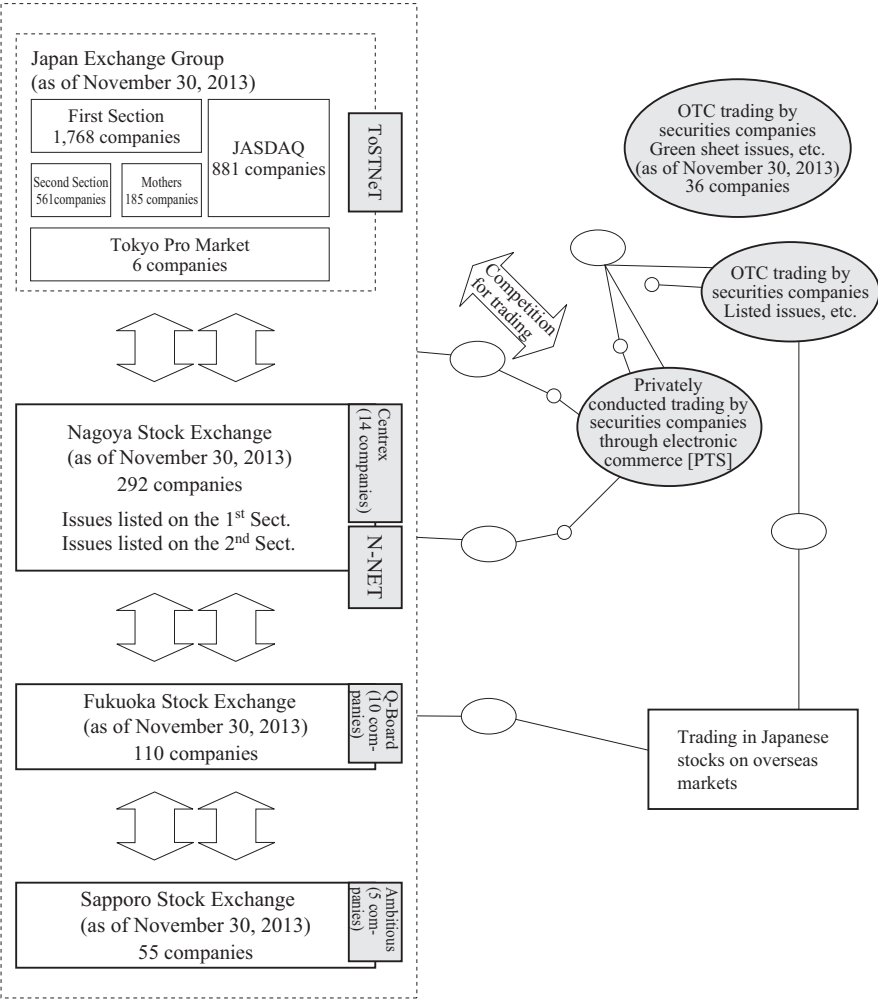 Japan Exchange Group
(as of November 30, 2013)
First Section
1,768 companies
JASDAQ
881 companies
Second Section
561companies
Mothers
185 companies
Tokyo Pro Market
6 companies
ToSTNeT
OTC trading by
securities companies
Green sheet issues, etc.
(as of November 30, 2013)
36 companies
OTC trading by
securities companies
Listed issues, etc.
Competition
for trading
Privately
conducted trading by
securities companies
through electronic
commerce [PTS]
Nagoya Stock Exchange
(as of November 30, 2013)
292 companies
Issues listed on the 1st Sect.
Issues listed on the 2nd Sect.
Centrex
(14 companies)
N-NET
Fukuoka Stock Exchange
(as of November 30, 2013)
110 companies
Q-Board
(10 com-
panies)
Trading in Japanese
stocks on overseas
markets
Sapporo Stock Exchange
(as of November 30, 2013)
55 companies
Ambitious
(5 com-
panies)